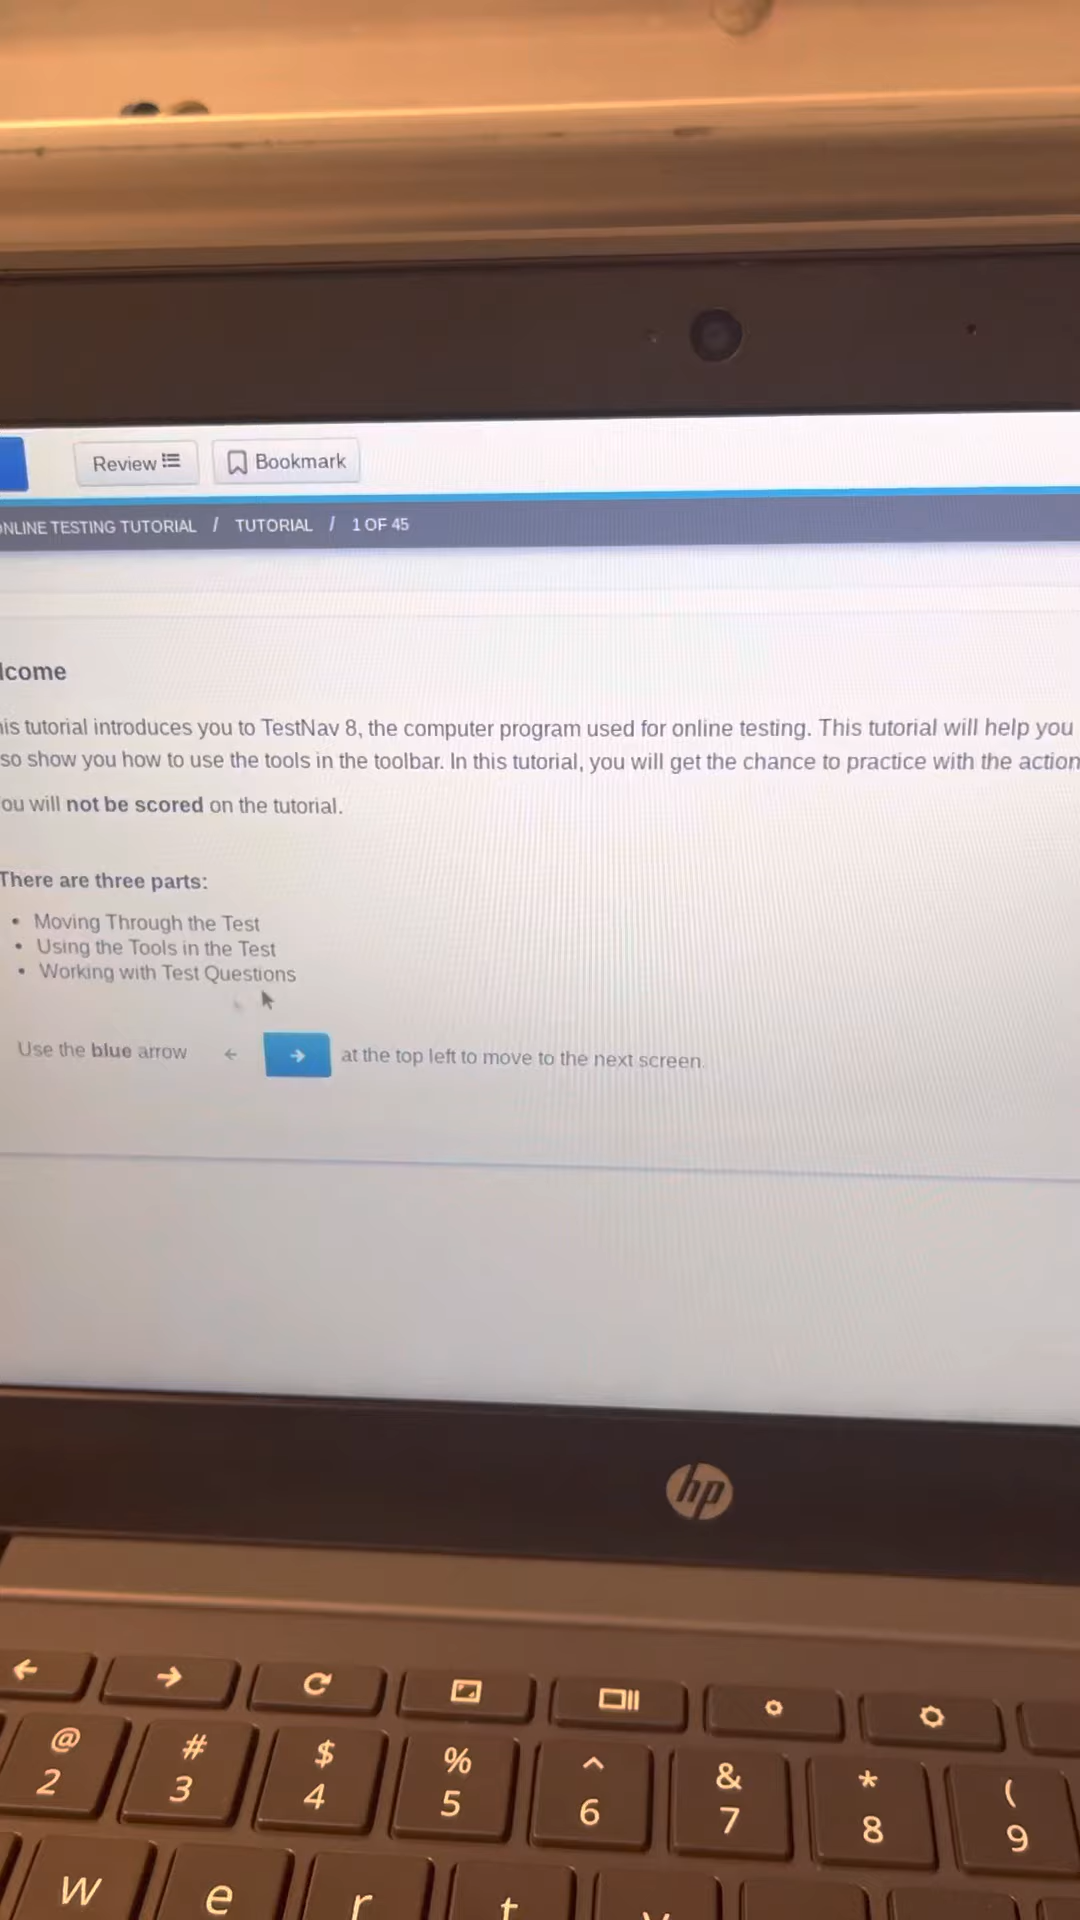 Review
Bookmark
ONLINE TESTING TUTORIAL / TUTORIAL / 1 OF 45
lcome
his tutorial introduces you to TestNav 8, the computer program used for online testing. This tutorial will help you
so show you how to use the tools in the toolbar. In this tutorial, you will get the chance to practice with the action
ou will not be scored on the tutorial.
There are three parts:
• Moving Through the Test
• Using the Tools in the Test
• Working with Test Questions
Use the blue arrow ← → at the top left to move to the next screen.
hp
@ # $ % ^ & * (
2 3 4 5 6 7 8 9
w e r t